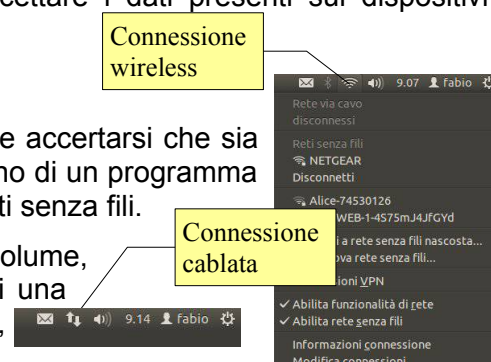 cettare i dati presenti sui dispositivi
Connessione
wireless
9.07 fabio
Rete via cavo
disconnessi
Reti senza fili
NETGEAR
Disconnetti
Alice-74530126
WEB-1-4S75mJ4JfGYd
i a rete senza fili nascosta...
ova rete senza fili...
ioni VPN
Abilita funzionalità di rete
Abilita rete senza fili
Informazioni connessione
Modifica connessioni
e accertarsi che sia
no di un programma
ti senza fili.
Connessione
cablata
olume,
i una
,
9.14 fabio